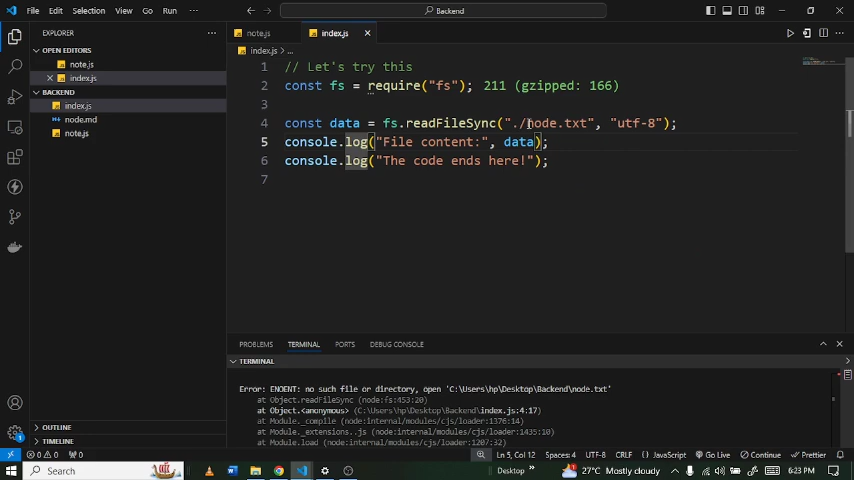 File Edit Selection View Go Run ··· Backend
EXPLORER ···
OPEN EDITORS
note.js
index.js
BACKEND
index.js
node.md
note.js
OUTLINE
TIMELINE
note.js index.js
index.js > ...
1 // Let's try this
2 const fs = require("fs"); 211 (gzipped: 166)
3
4 const data = fs.readFileSync("./node.txt", "utf-8");
5 console.log("File content:", data);
6 console.log("The code ends here!");
7
PROBLEMS TERMINAL PORTS DEBUG CONSOLE
TERMINAL
Error: ENOENT: no such file or directory, open 'C:\Users\hp\Desktop\Backend\node.txt'
at Object.readFileSync (node:fs:453:20)
at Object.<anonymous> (C:\Users\hp\Desktop\Backend\index.js:4:17)
at Module._compile (node:internal/modules/cjs/loader:1376:14)
at Module._extensions..js (node:internal/modules/cjs/loader:1435:10)
at Module.load (node:internal/modules/cjs/loader:1207:32)
1
0 0 0 Ln 5, Col 12 Spaces: 4 UTF-8 CRLF {} JavaScript Go Live Continue Prettier
Search Desktop » 27°C Mostly cloudy 6:23 PM